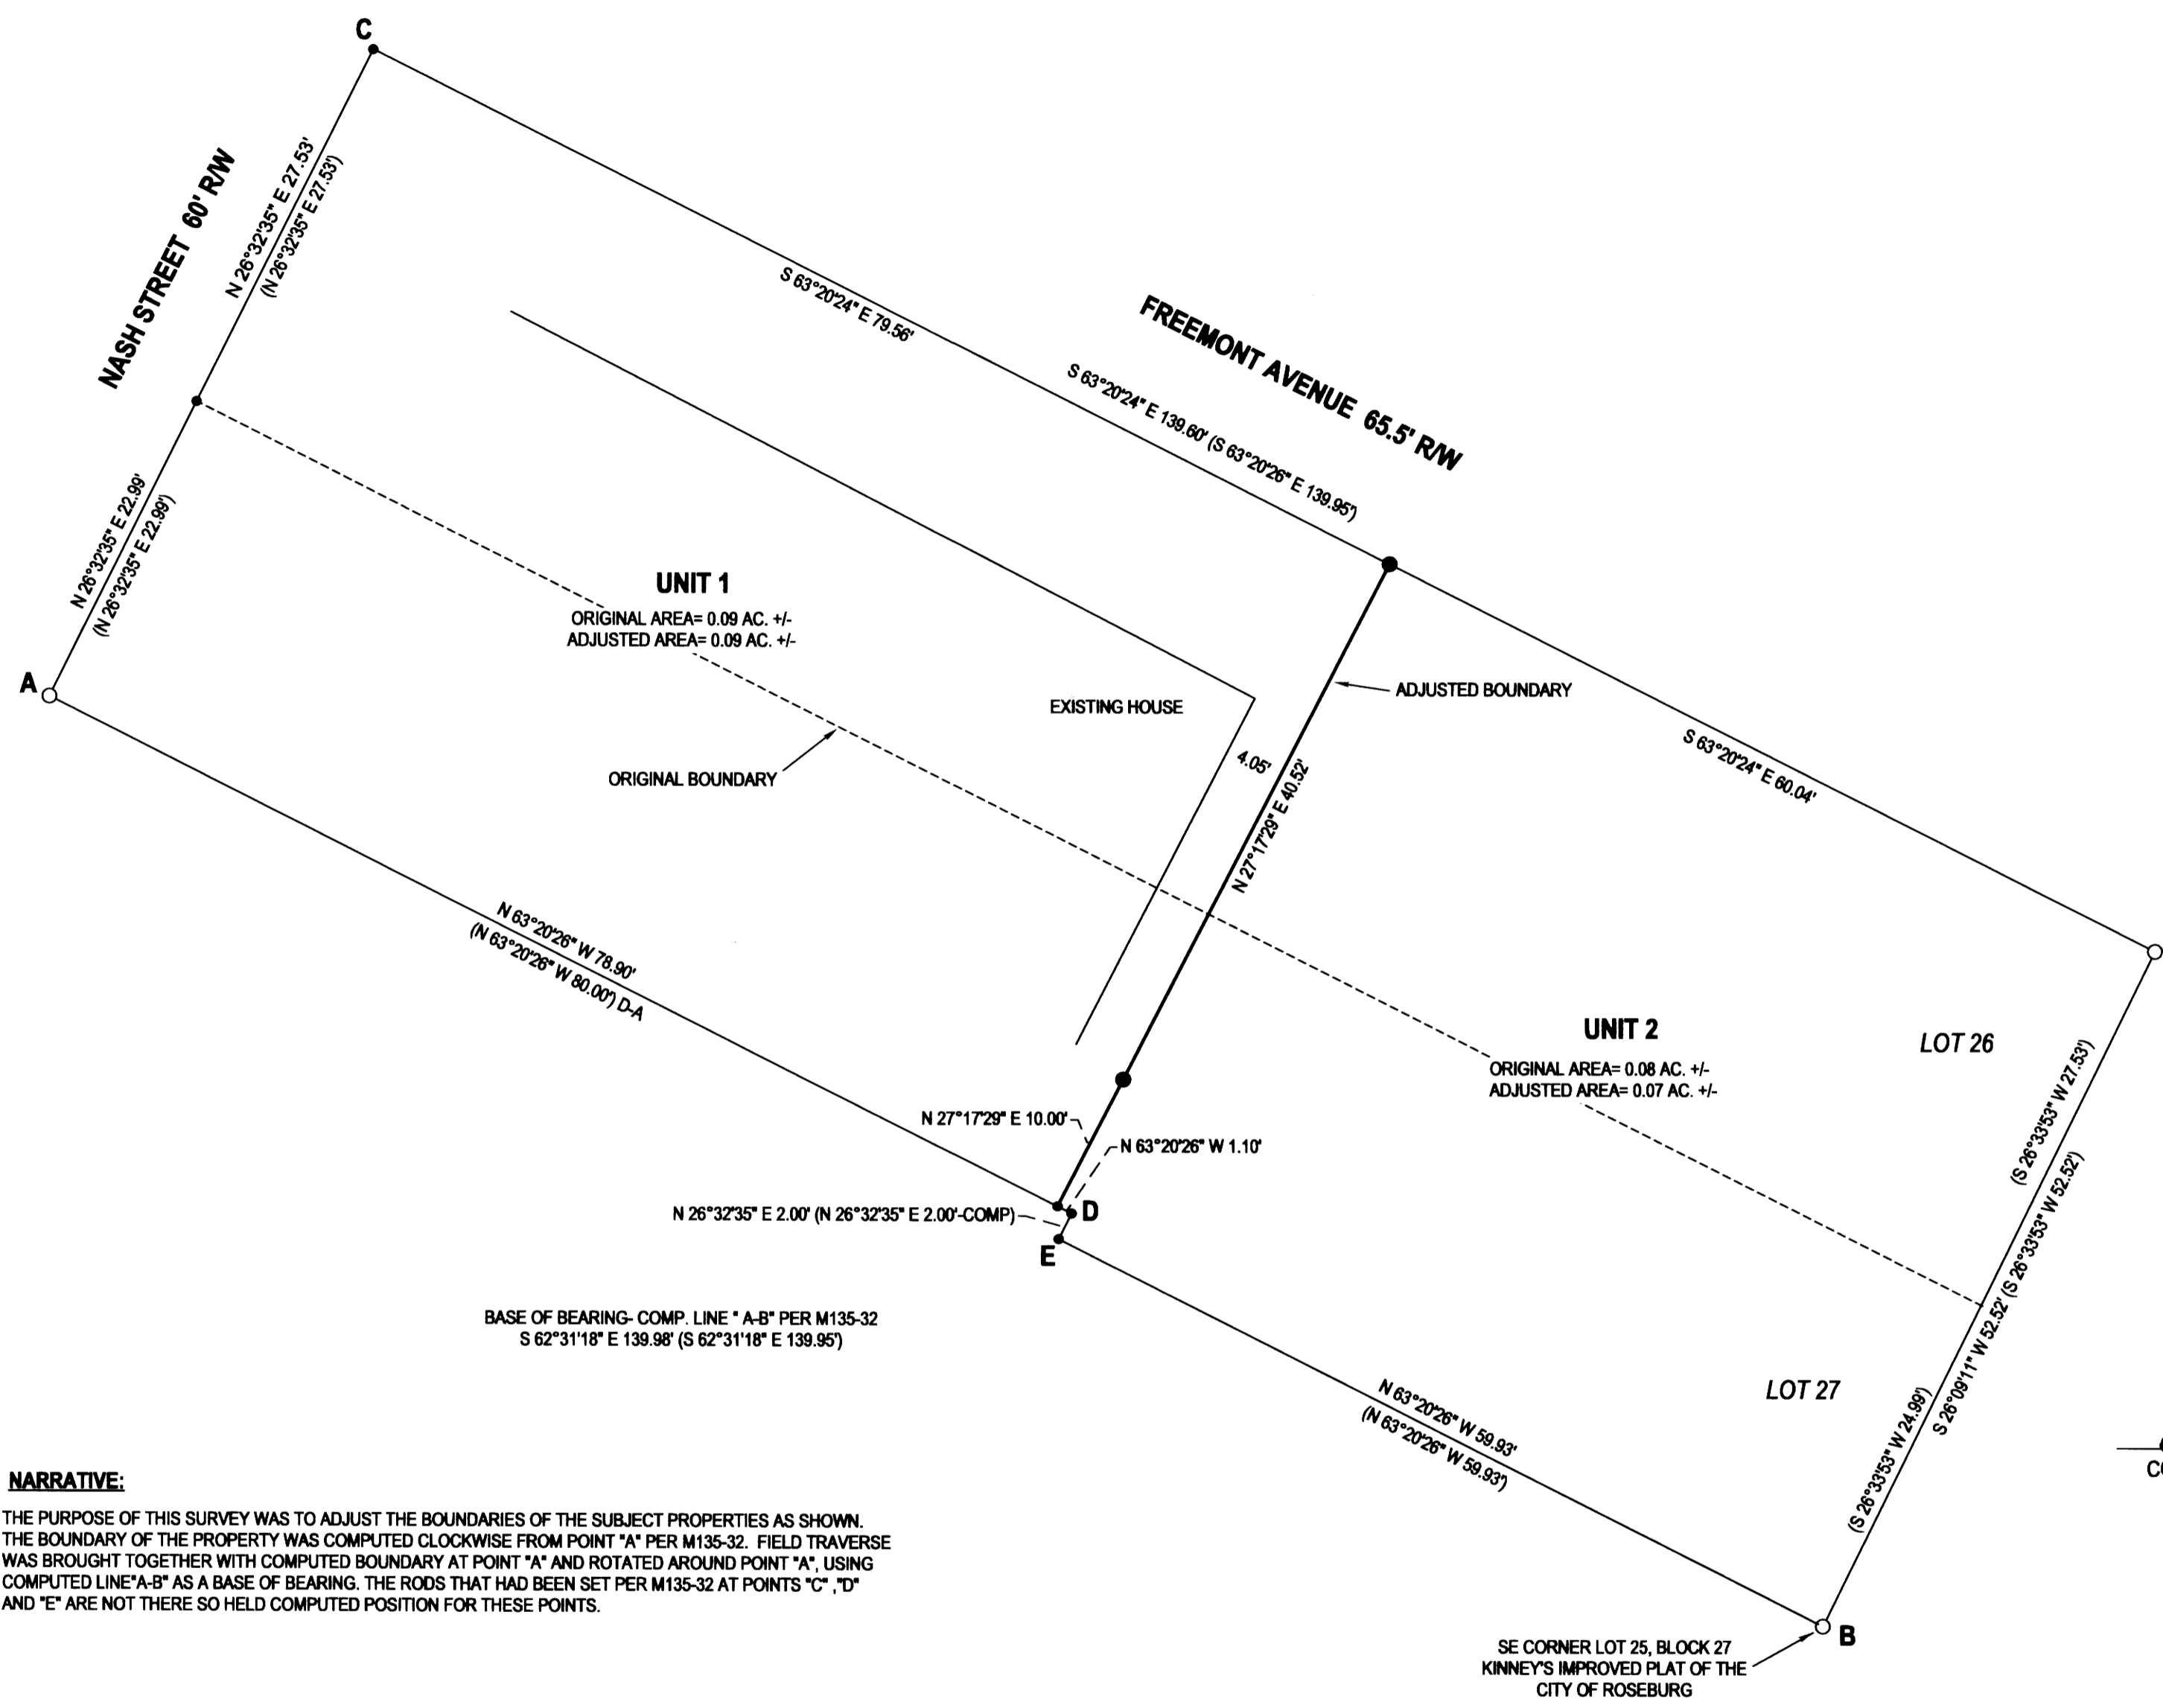 C
NASH STREET 60' R/W
N 26°32'35" E 27.53'
(N 26°32'35" E 27.53')
S 63°20'24" E 79.56'
FREEMONT AVENUE 65.5' R/W
S 63°20'24" E 139.60' (S 63°20'26" E 139.95')
N 26°32'35" E 22.99'
(N 26°32'35" E 22.99')
A
UNIT 1
ORIGINAL AREA= 0.09 AC. +/-
ADJUSTED AREA= 0.09 AC. +/-
EXISTING HOUSE
ADJUSTED BOUNDARY
4.05'
N 27°17'29" E 40.52'
S 63°20'24" E 60.04'
ORIGINAL BOUNDARY
N 63°20'26" W 78.90'
(N 63°20'26" W 80.00') D-A
UNIT 2
ORIGINAL AREA= 0.08 AC. +/-
ADJUSTED AREA= 0.07 AC. +/-
LOT 26
(S 26°33'53" W 27.53')
N 27°17'29" E 10.00'
N 63°20'26" W 1.10'
N 26°32'35" E 2.00' (N 26°32'35" E 2.00'-COMP)
D
E
S 26°09'11" W 52.52' (S 26°33'53" W 52.52')
BASE OF BEARING- COMP. LINE " A-B" PER M135-32
S 62°31'18" E 139.98' (S 62°31'18" E 139.95')
N 63°20'26" W 59.93'
(N 63°20'26" W 59.93')
LOT 27
(S 26°33'53" W 24.99')
NARRATIVE:
THE PURPOSE OF THIS SURVEY WAS TO ADJUST THE BOUNDARIES OF THE SUBJECT PROPERTIES AS SHOWN.
THE BOUNDARY OF THE PROPERTY WAS COMPUTED CLOCKWISE FROM POINT "A" PER M135-32. FIELD TRAVERSE
WAS BROUGHT TOGETHER WITH COMPUTED BOUNDARY AT POINT "A" AND ROTATED AROUND POINT "A", USING
COMPUTED LINE"A-B" AS A BASE OF BEARING. THE RODS THAT HAD BEEN SET PER M135-32 AT POINTS "C" ,"D"
AND "E" ARE NOT THERE SO HELD COMPUTED POSITION FOR THESE POINTS.
B
SE CORNER LOT 25, BLOCK 27
KINNEY'S IMPROVED PLAT OF THE
CITY OF ROSEBURG